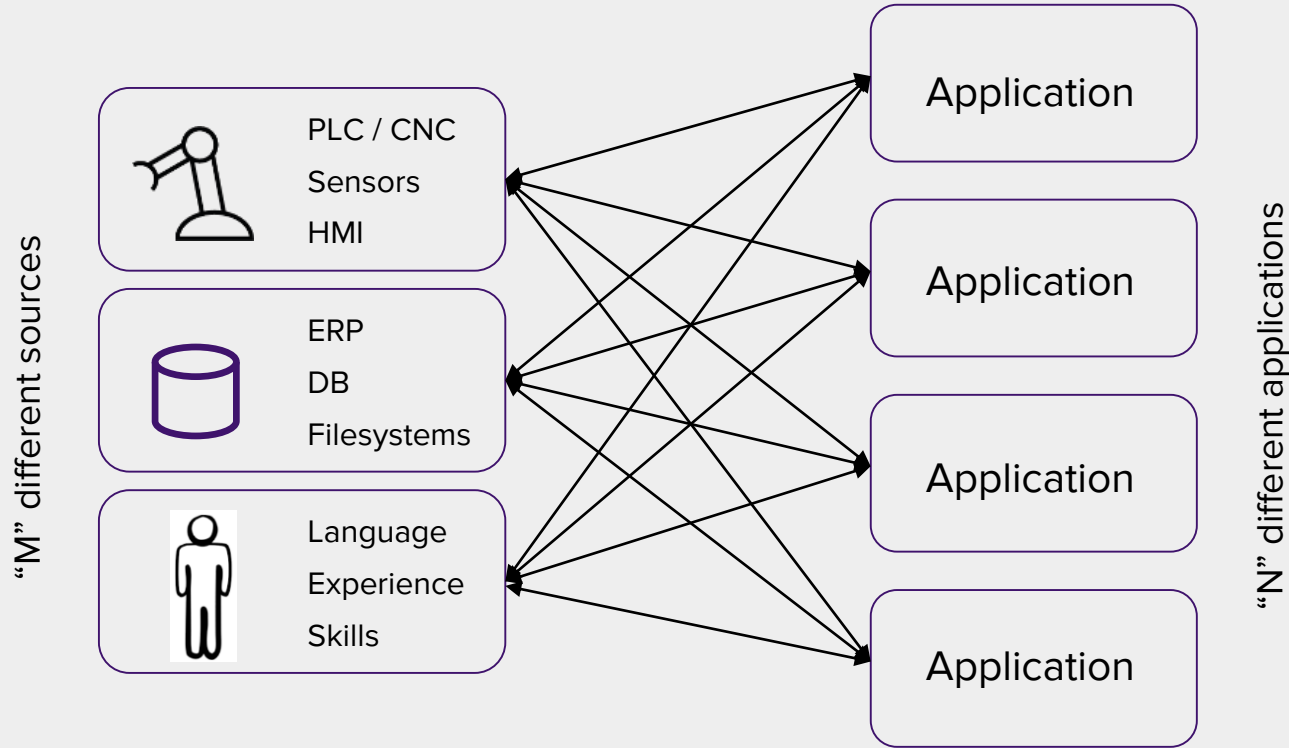 “M” different sources
PLC / CNC
Sensors
HMI
ERP
DB
Filesystems
Language
Experience
Skills
Application
Application
Application
Application
“N” different applications